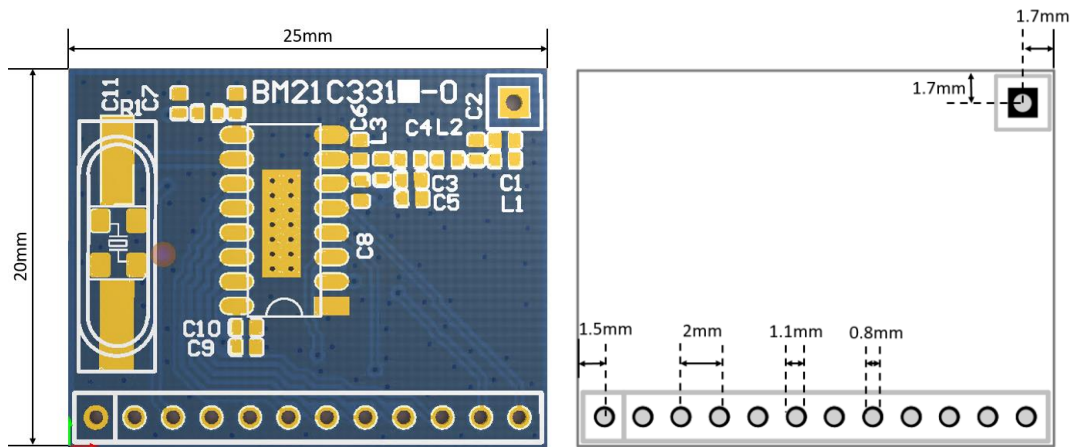 25mm
20mm
C11
R1
C7
BM21C331■-0
C2
C6
L3
C4 L2
C3
C5
C1
L1
C8
C10
C9
1.7mm
1.7mm
1.5mm
2mm
1.1mm
0.8mm